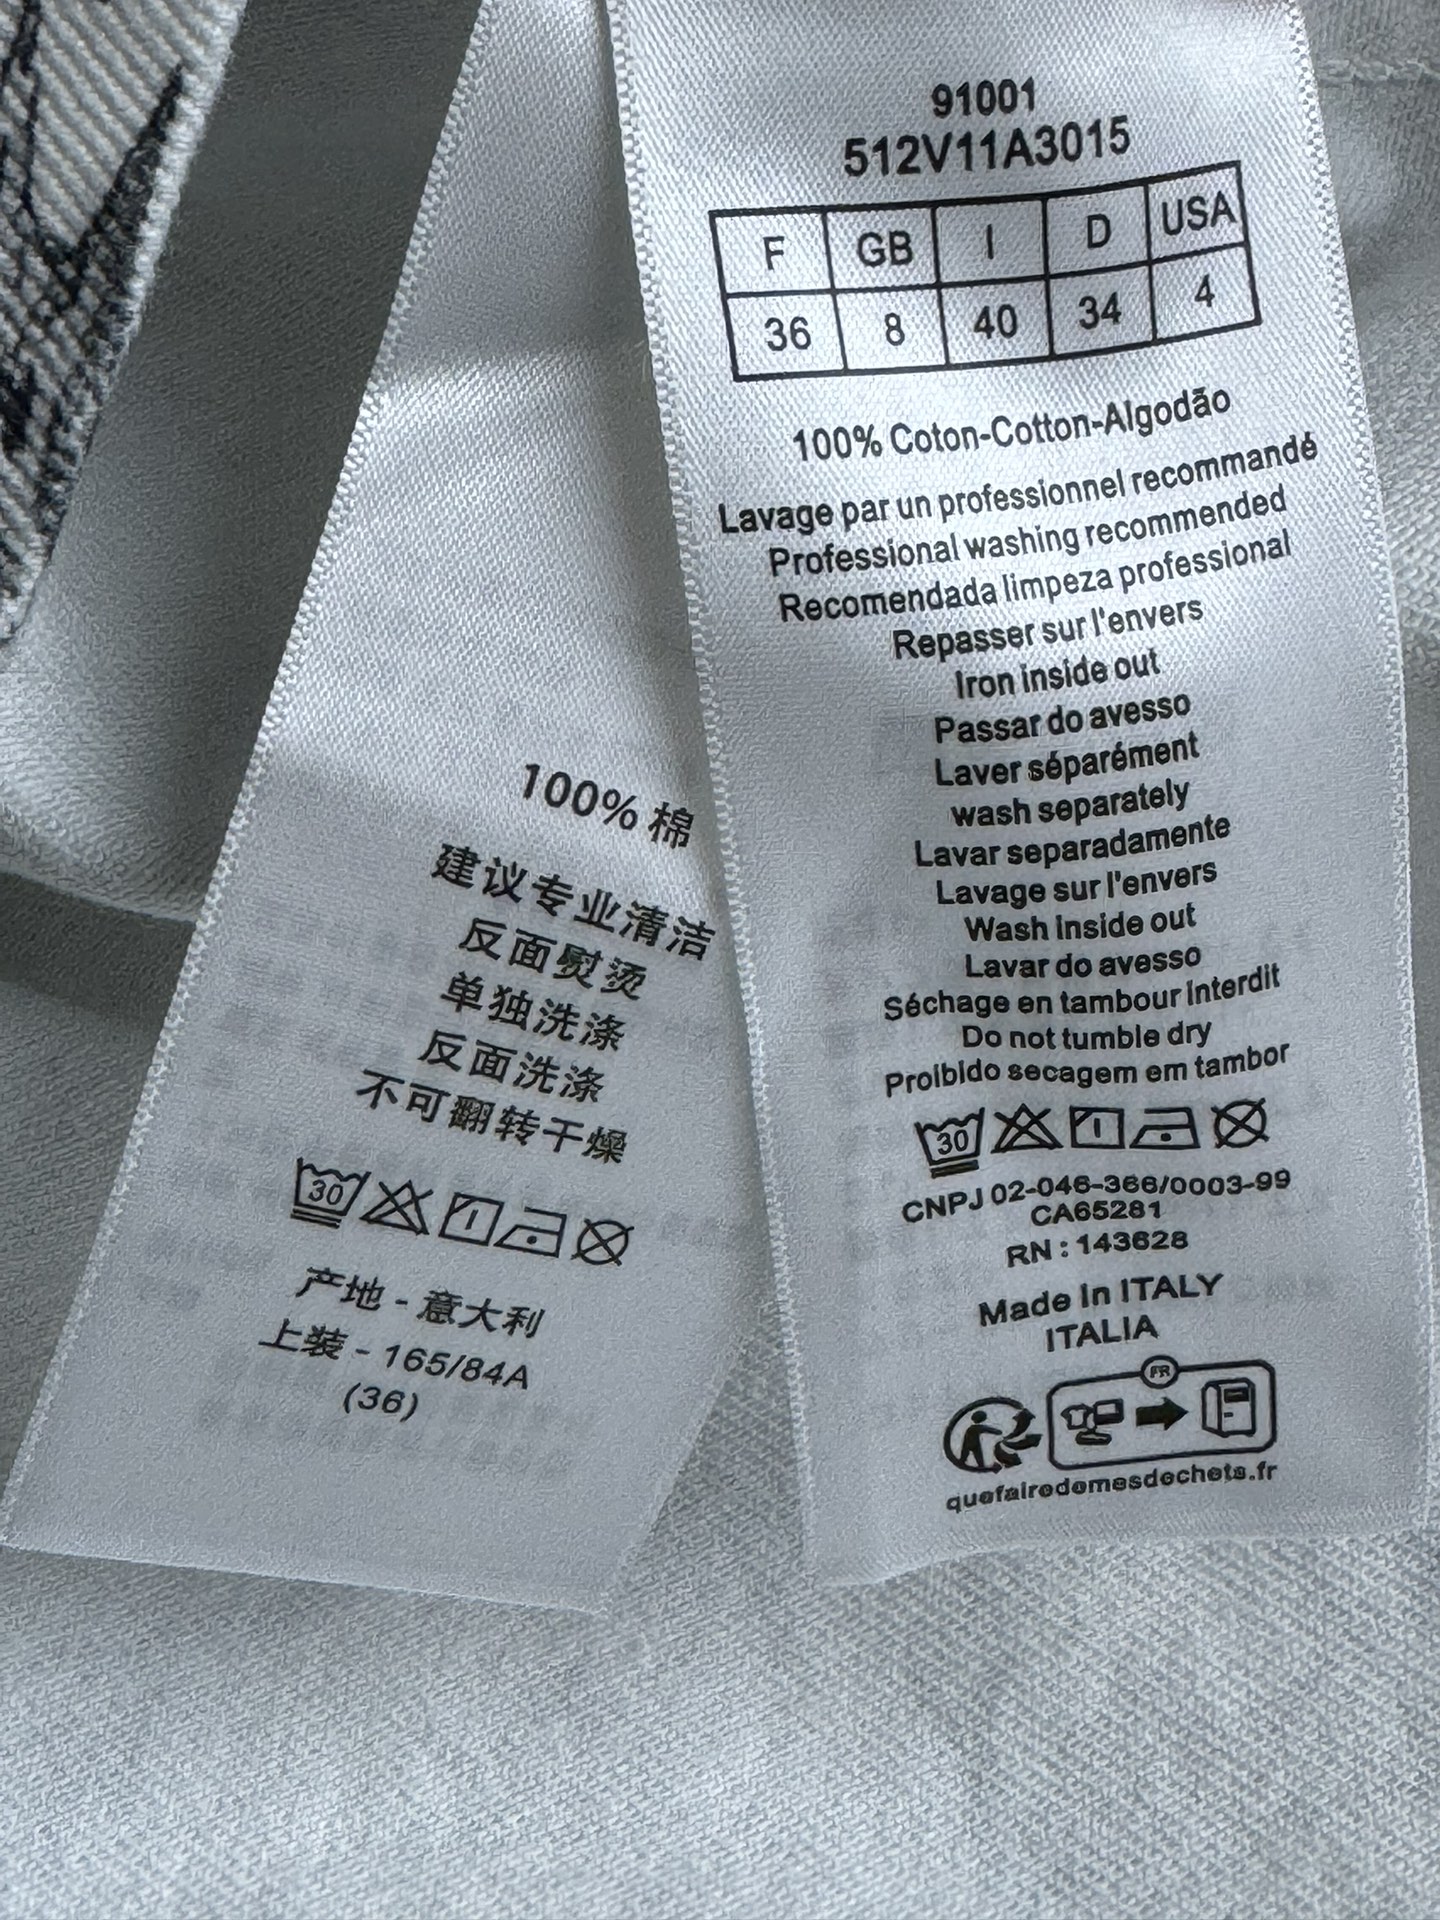 91001
512V11A3015
F GB I D USA
36 8 40 34 4
100% Coton-Cotton-Algodão
Lavage par un professionnel recommandé
Professional washing recommended
Recomendada limpeza professional
Repasser sur l'envers
Iron inside out
Passar do avesso
Laver séparément
wash separately
Lavar separadamente
Lavage sur l'envers
Wash inside out
Lavar do avesso
Séchage en tambour interdit
Do not tumble dry
Proibido secagem em tambor
30
CNPJ 02-046-366/0003-99
CA65281
RN : 143628
Made in ITALY
ITALIA
FR
quefairedemesdechets.fr
100% 棉
建议专业清洁
反面熨烫
单独洗涤
反面洗涤
不可翻转干燥
30
产地 - 意大利
上装 - 165/84A
(36)